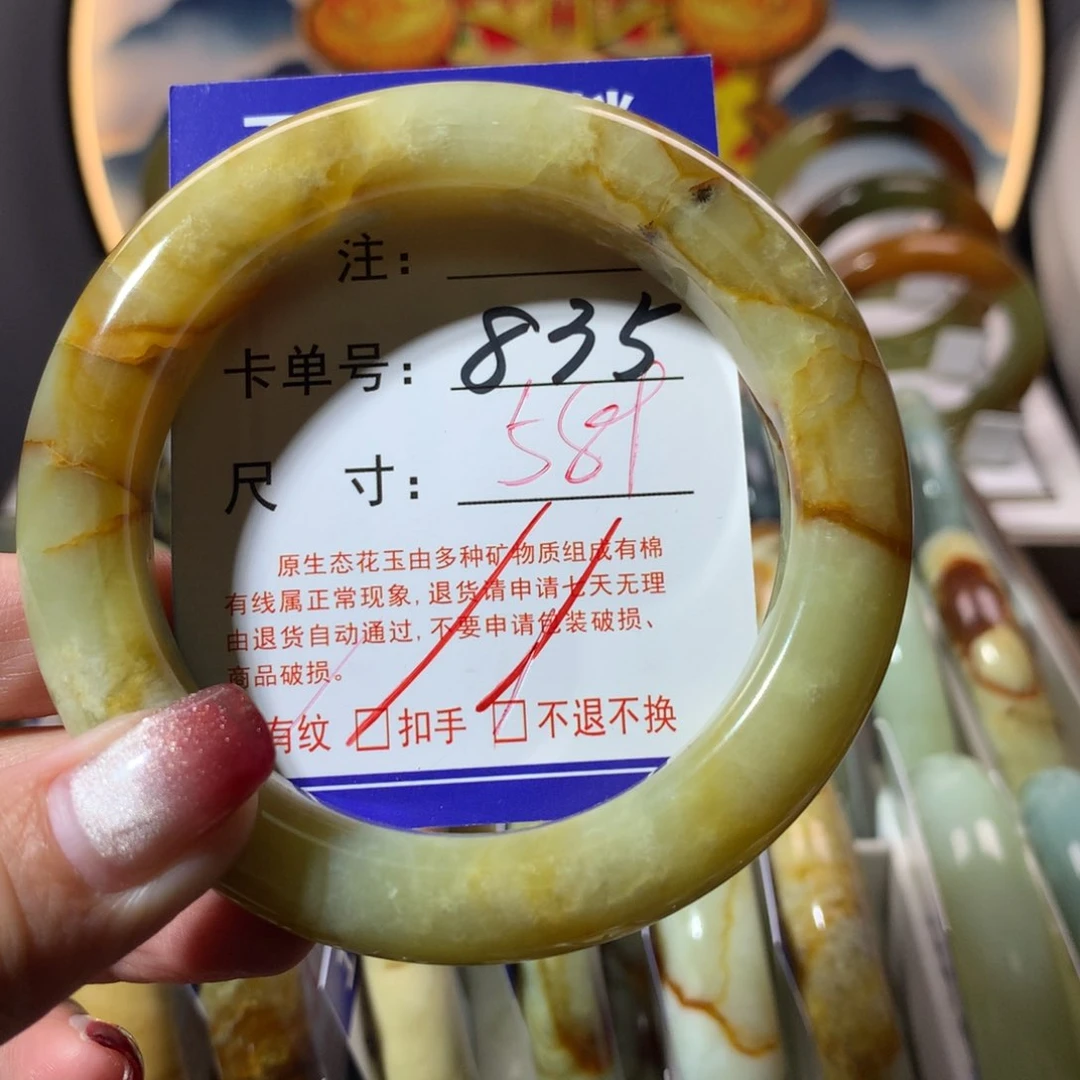 注：
卡单号：835
尺 寸：589
原生态花玉由多种矿物质组成有棉
有线属正常现象，退货请申请七天无理
由退货自动通过，不要申请包装破损、
商品破损。
有纹 □扣手 □不退不换